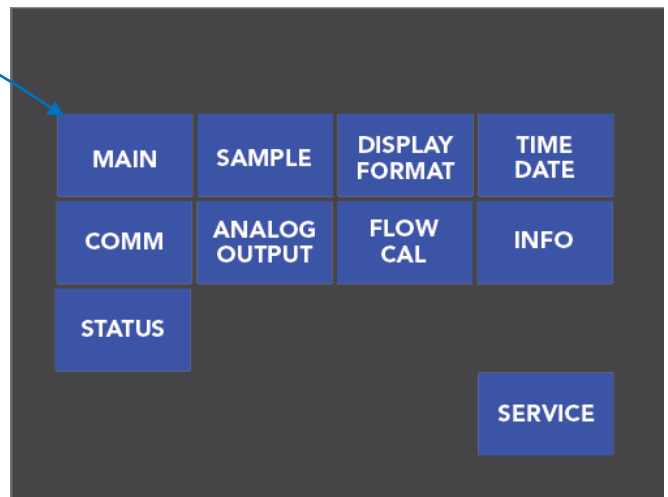 MAIN
SAMPLE
DISPLAY
FORMAT
TIME
DATE
COMM
ANALOG
OUTPUT
FLOW
CAL
INFO
STATUS
SERVICE